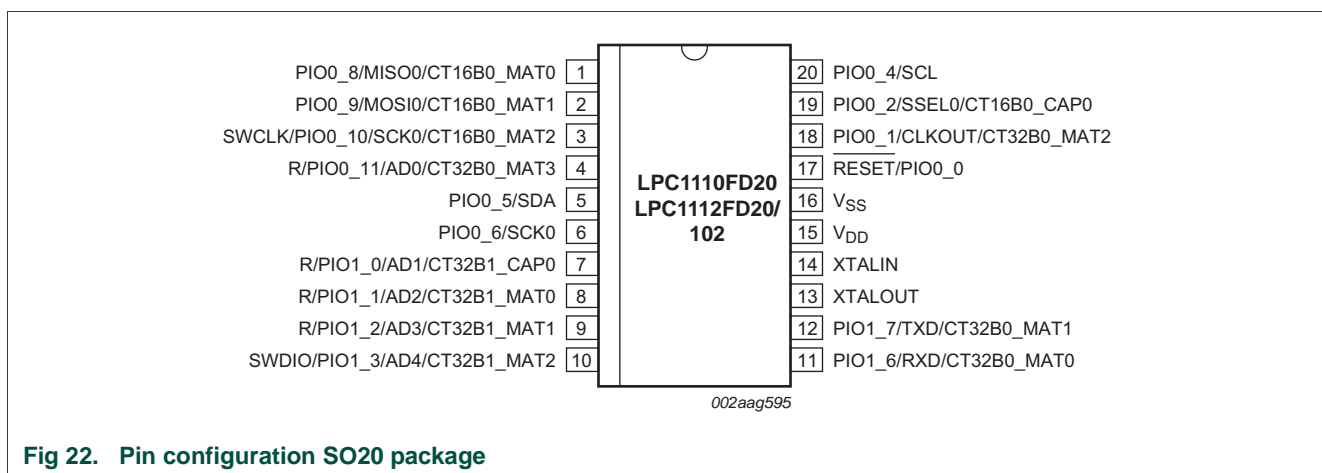 PIO0_8/MISO0/CT16B0_MAT0 1
PIO0_9/MOSI0/CT16B0_MAT1 2
SWCLK/PIO0_10/SCK0/CT16B0_MAT2 3
R/PIO0_11/AD0/CT32B0_MAT3 4
PIO0_5/SDA 5
PIO0_6/SCK0 6
R/PIO1_0/AD1/CT32B1_CAP0 7
R/PIO1_1/AD2/CT32B1_MAT0 8
R/PIO1_2/AD3/CT32B1_MAT1 9
SWDIO/PIO1_3/AD4/CT32B1_MAT2 10
LPC1110FD20
LPC1112FD20/
102
20 PIO0_4/SCL
19 PIO0_2/SSEL0/CT16B0_CAP0
18 PIO0_1/CLKOUT/CT32B0_MAT2
17 RESET/PIO0_0
16 VSS
15 VDD
14 XTALIN
13 XTALOUT
12 PIO1_7/TXD/CT32B0_MAT1
11 PIO1_6/RXD/CT32B0_MAT0
002aag595
Fig 22. Pin configuration SO20 package